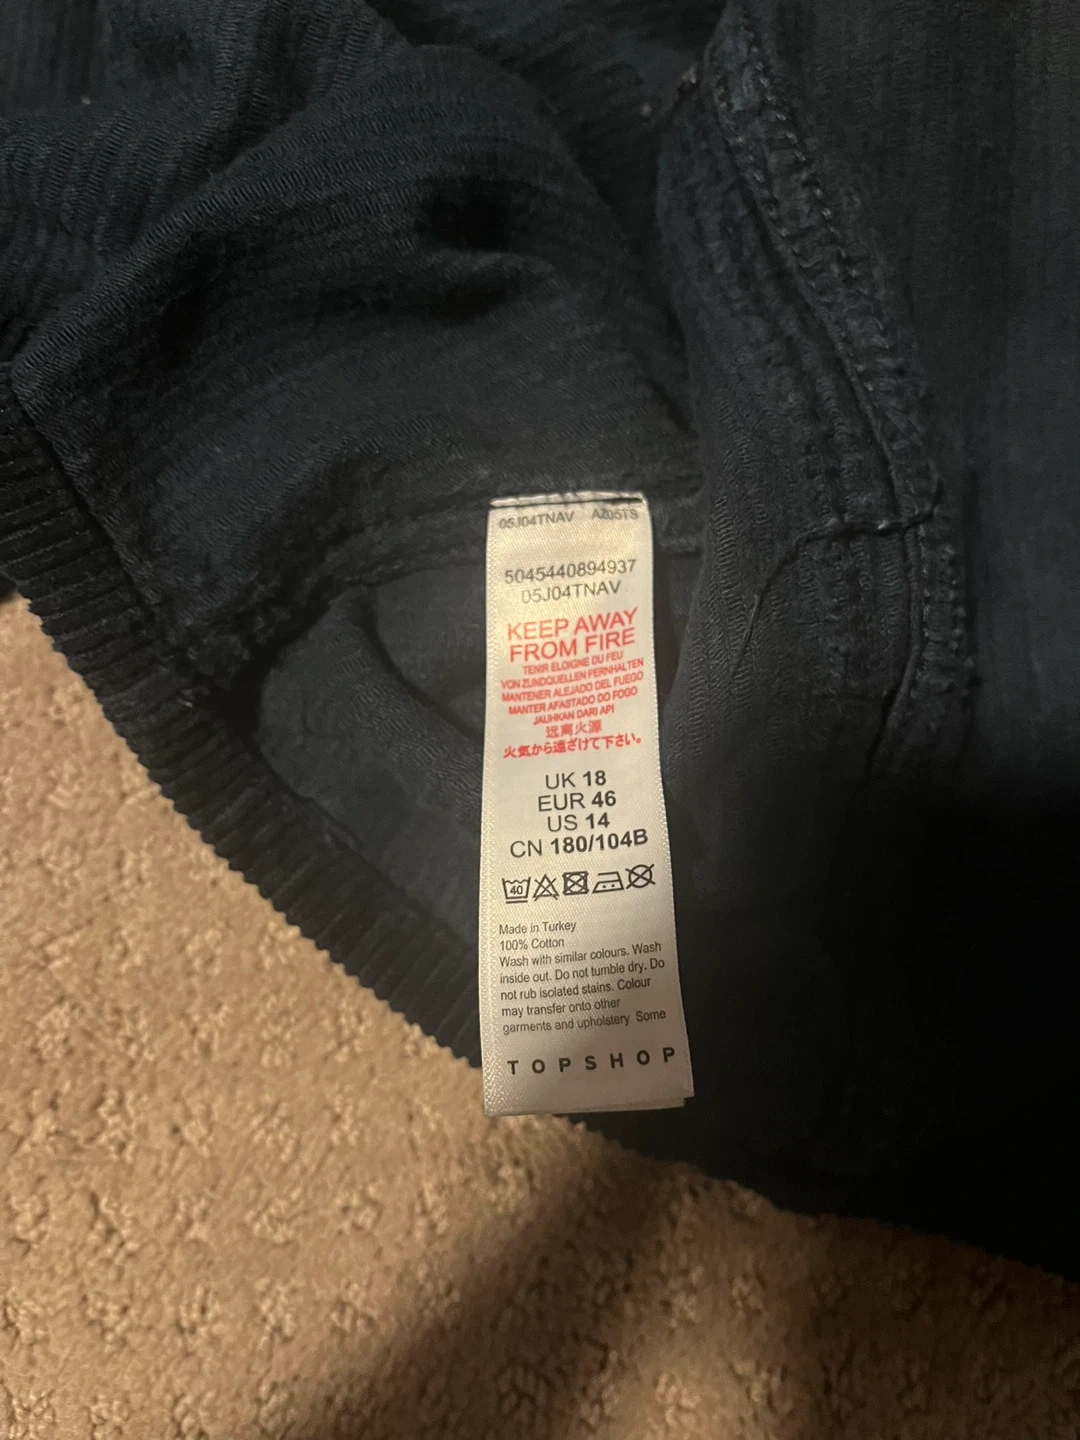 05J04TNAV AZ05TS
5045440894937
05J04TNAV
KEEP AWAY
FROM FIRE
TENIR ELOIGNE DU FEU
VON ZUNDQUELLEN FERNHALTEN
MANTENER ALEJADO DEL FUEGO
MANTER AFASTADO DO FOGO
JAUHKAN DARI API
远离火源
火気から遠ざけて下さい。
UK 18
EUR 46
US 14
CN 180/104B
40
Made in Turkey
100% Cotton
Wash with similar colours. Wash
inside out. Do not tumble dry. Do
not rub isolated stains. Colour
may transfer onto other
garments and upholstery Some
TOPSHOP